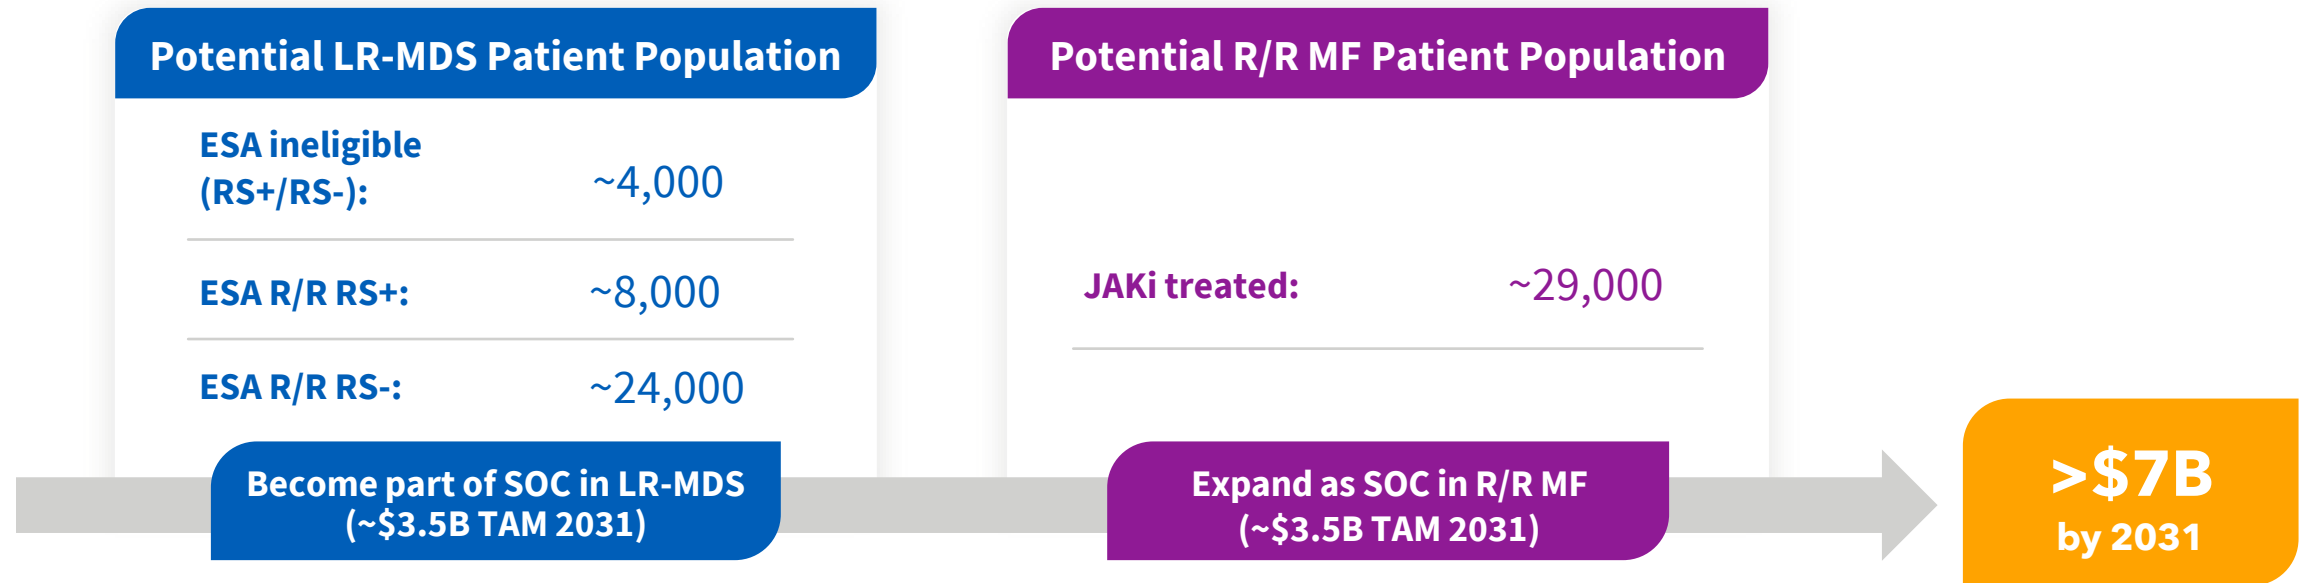 Potential LR-MDS Patient Population
ESA ineligible
(RS+/RS-):
~4,000
ESA R/R RS+:
~8,000
ESA R/R RS-:
~24,000
Become part of SOC in LR-MDS
(~$3.5B TAM 2031)
Potential R/R MF Patient Population
JAKi treated:
~29,000
Expand as SOC in R/R MF
(~$3.5B TAM 2031)
>$7B
by 2031